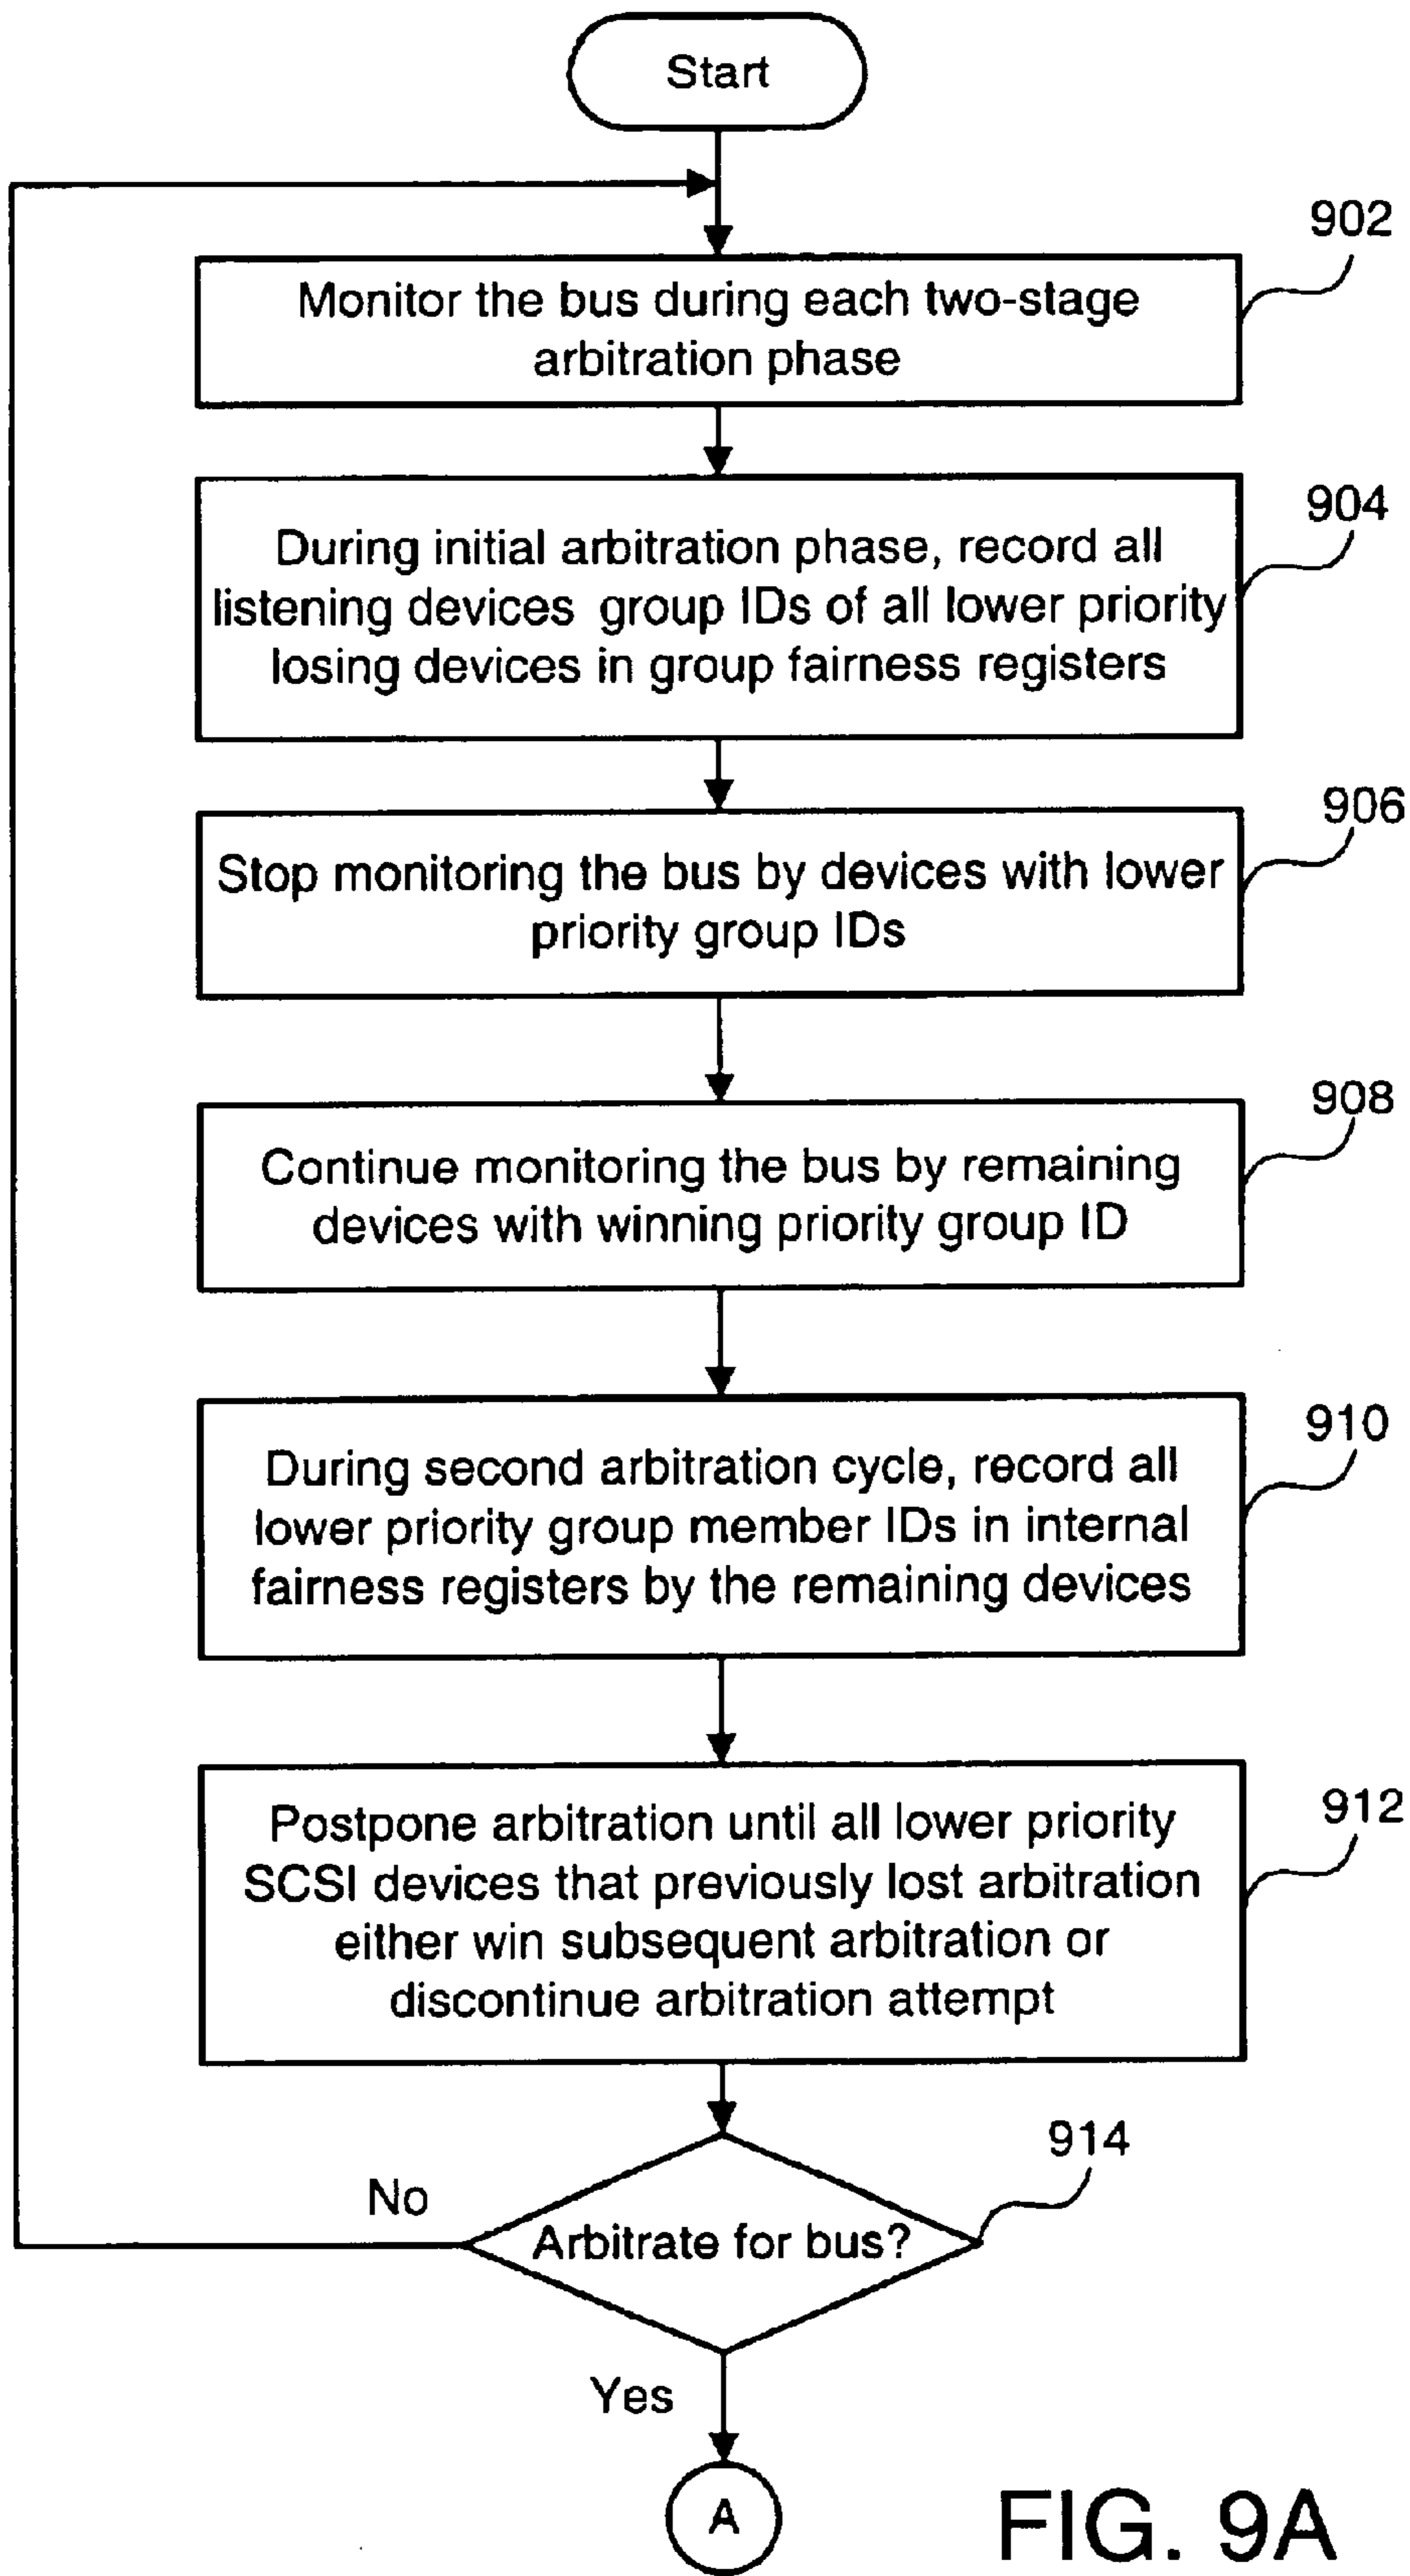 Start
902
Monitor the bus during each two-stage
arbitration phase
904
During initial arbitration phase, record all
listening devices group IDs of all lower priority
losing devices in group fairness registers
906
Stop monitoring the bus by devices with lower
priority group IDs
908
Continue monitoring the bus by remaining
devices with winning priority group ID
910
During second arbitration cycle, record all
lower priority group member IDs in internal
fairness registers by the remaining devices
912
Postpone arbitration until all lower priority
SCSI devices that previously lost arbitration
either win subsequent arbitration or
discontinue arbitration attempt
914
No
Arbitrate for bus?
Yes
A
FIG. 9A